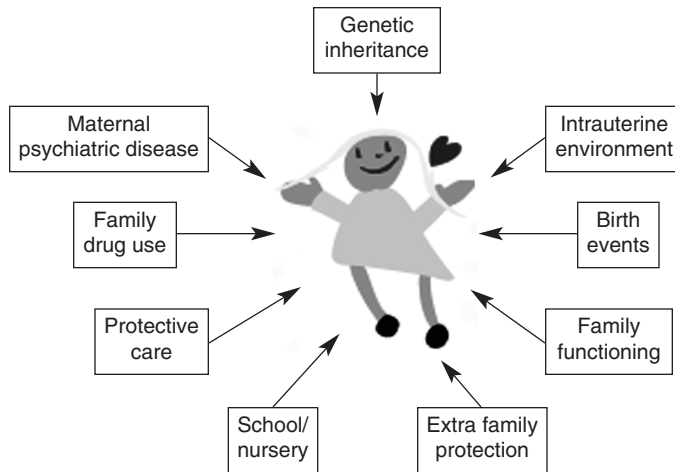 Genetic
inheritance
Maternal
psychiatric disease
Intrauterine
environment
Family
drug use
Birth
events
Protective
care
Family
functioning
School/
nursery
Extra family
protection